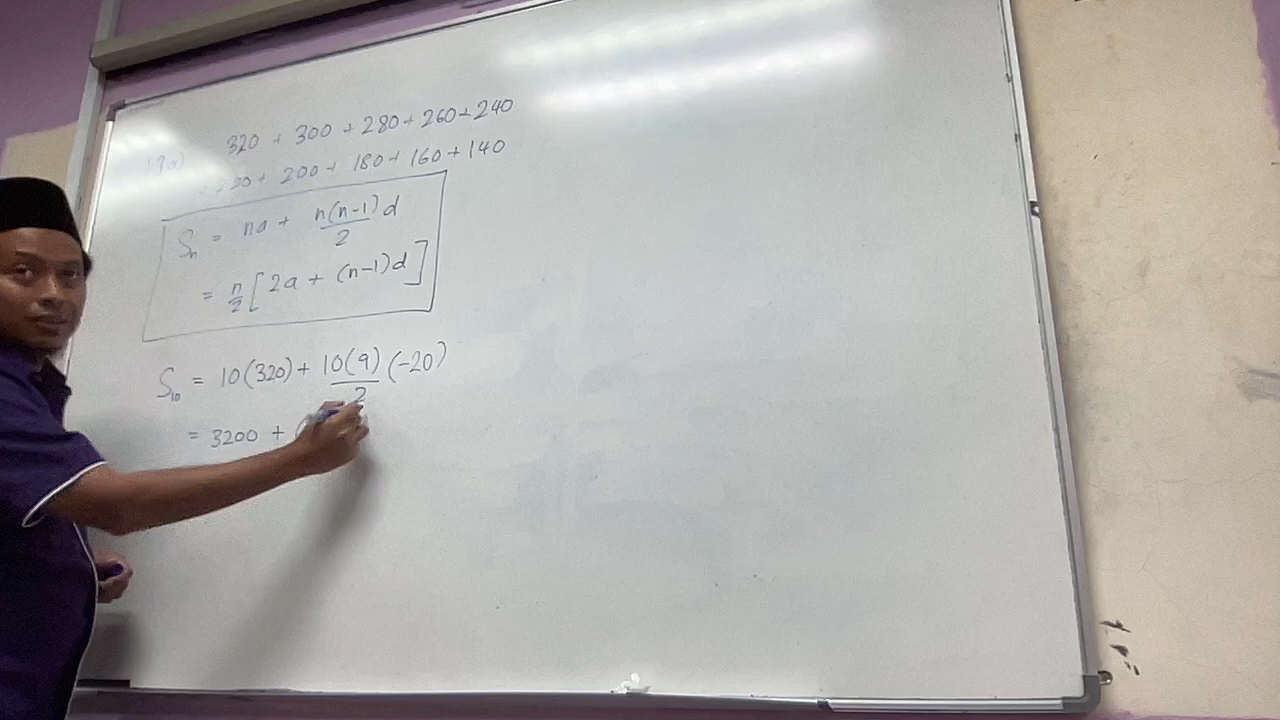 19a) 320 + 300 + 280 + 260 + 240
+ 200 + 180 + 160 + 140
Sn = na + n(n-1)/2 d
= n/2 [2a + (n-1)d]
S10 = 10(320) + 10(9)/2 (-20)
= 3200 + (